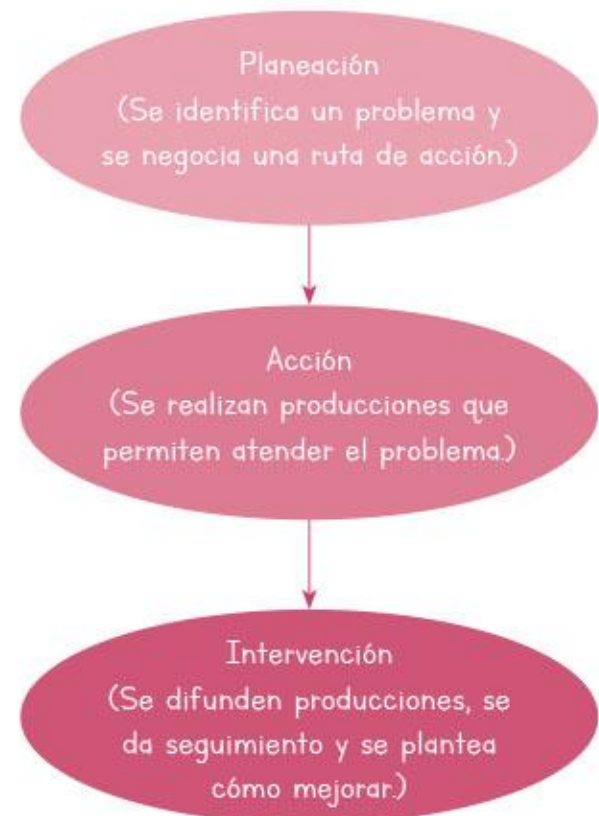 Planeación
(Se identifica un problema y
se negocia una ruta de acción.)
Acción
(Se realizan producciones que
permiten atender el problema.)
Intervención
(Se difunden producciones, se
da seguimiento y se plantea
cómo mejorar.)